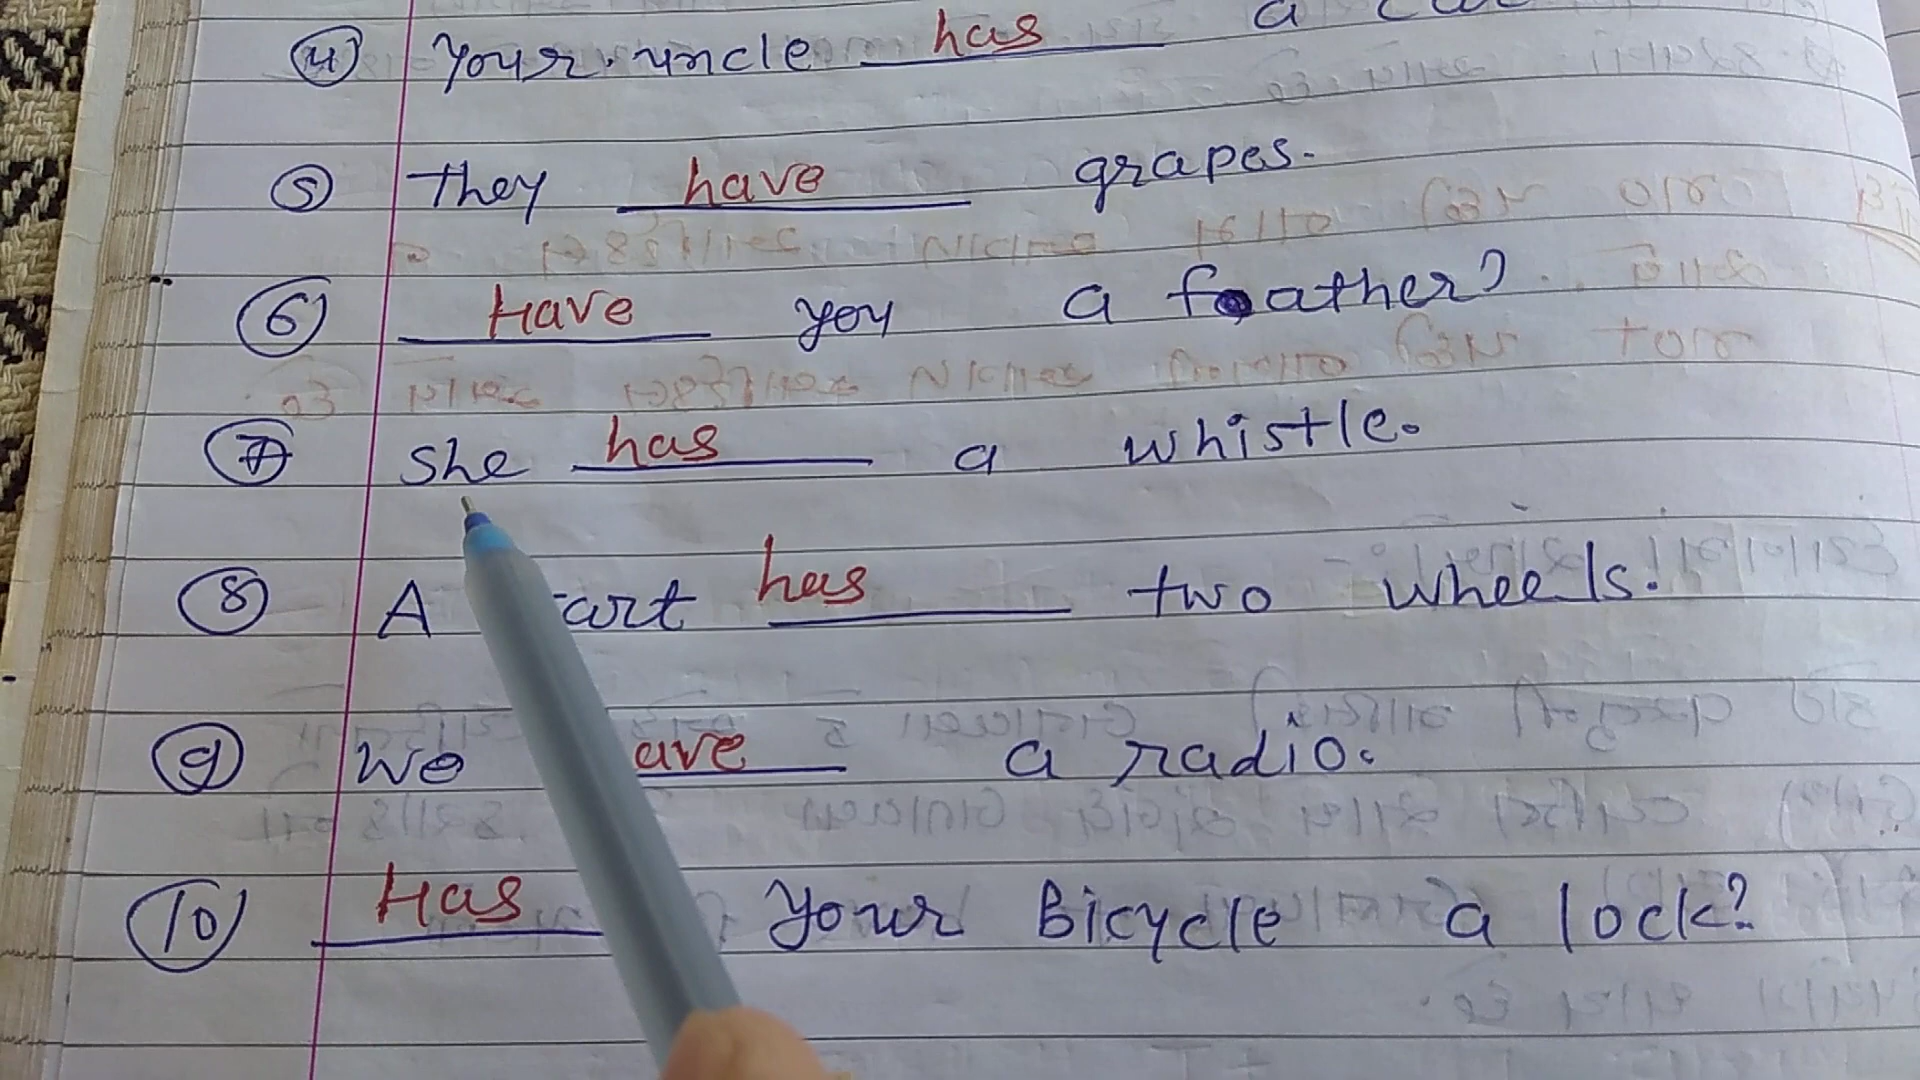 4 Your uncle has a
5 They have grapes.
6 Have you a feather?
7 she has a whistle.
8 A cart has two wheels.
9 We ave a radio.
10 Has your Bicycle a lock?